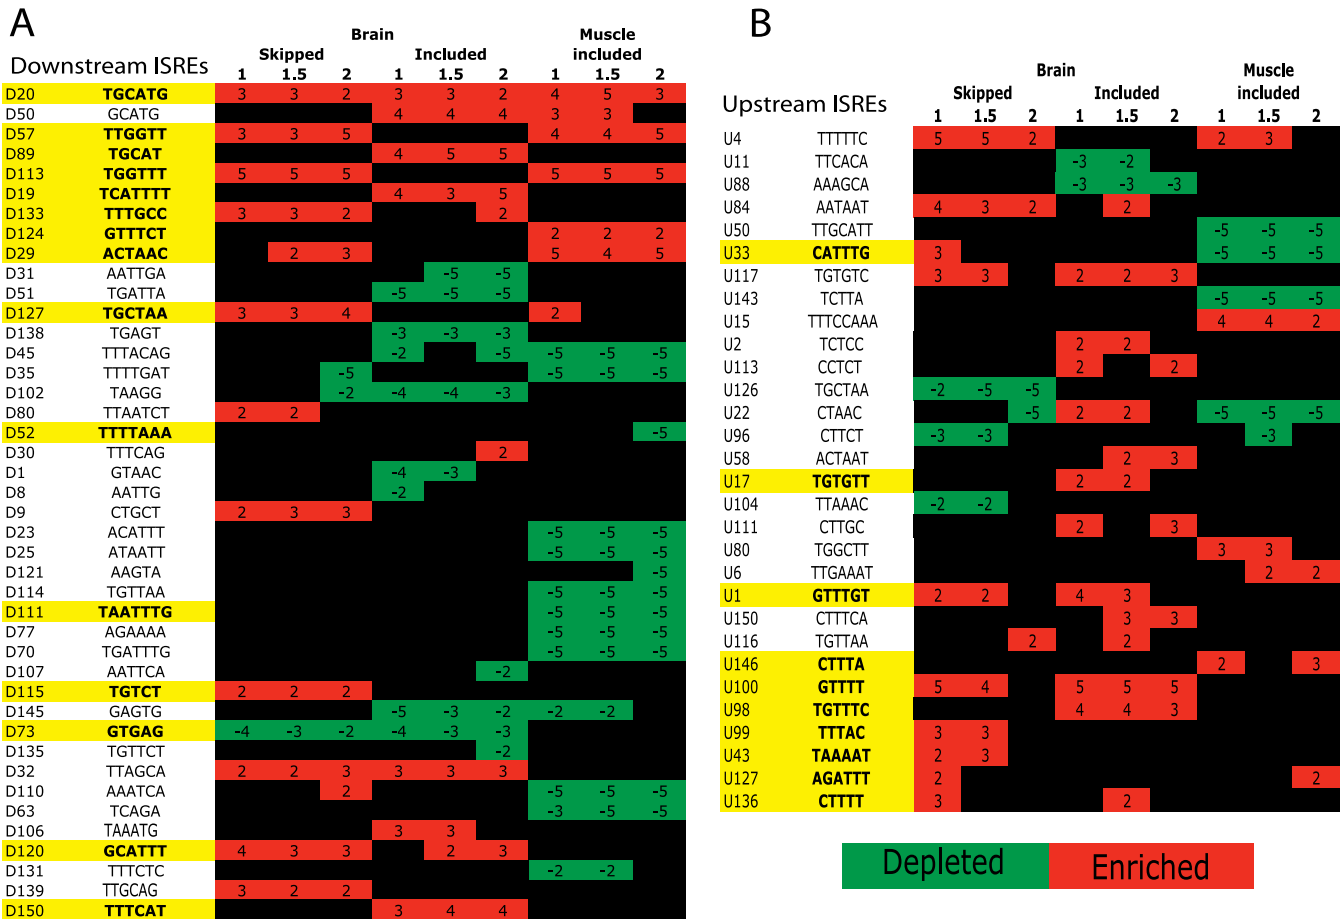 A
Brain Muscle
Skipped Included included
Downstream ISREs 1 1.5 2 1 1.5 2 1 1.5 2
D20 TGCATG 3 3 2 3 3 2 4 5 3
D50 GCATG 4 4 4 3 3
D57 TTGGTT 3 3 5 4 4 5
D89 TGCAT 4 5 5
D113 TGGTTT 5 5 5 5 5 5
D19 TCATTTT 4 3 5
D133 TTTGCC 3 3 2 2
D124 GTTTCT 2 2 2
D29 ACTAAC 2 3 5 4 5
D31 AATTGA -5 -5
D51 TGATTA -5 -5 -5
D127 TGCTAA 3 3 4 2
D138 TGAGT -3 -3 -3
D45 TTTACAG -2 -5 -5 -5 -5
D35 TTTTGAT -5 -5 -5 -5
D102 TAAGG -2 -4 -4 -3
D80 TTAATCT 2 2
D52 TTTTAAA -5
D30 TTTCAG 2
D1 GTAAC -4 -3
D8 AATTG -2
D9 CTGCT 2 3 3
D23 ACATTT -5 -5 -5
D25 ATAATT -5 -5 -5
D121 AAGTA -5
D114 TGTTAA -5 -5 -5
D111 TAATTTG -5 -5 -5
D77 AGAAAA -5 -5 -5
D70 TGATTTG -5 -5 -5
D107 AATTCA -2
D115 TGTCT 2 2 2
D145 GAGTG -5 -3 -2 -2 -2
D73 GTGAG -4 -3 -2 -4 -3 -3
D135 TGTTCT -2
D32 TTAGCA 2 2 3 3 3 3
D110 AAATCA 2 -5 -5 -5
D63 TCAGA -3 -5 -5
D106 TAAATG 3 3
D120 GCATTT 4 3 3 2 3
D131 TTTCTC -2 -2
D139 TTGCAG 3 2 2
D150 TTTCAT 3 4 4
B
Brain Muscle
Skipped Included included
Upstream ISREs 1 1.5 2 1 1.5 2 1 1.5 2
U4 TTTTTC 5 5 2 2 3
U11 TTCACA -3 -2
U88 AAAGCA -3 -3 -3
U84 AATAAT 4 3 2 2
U50 TTGCATT -5 -5 -5
U33 CATTTG 3 -5 -5 -5
U117 TGTGTC 3 3 2 2 3
U143 TCTTA -5 -5 -5
U15 TTTCCAAA 4 4 2
U2 TCTCC 2 2
U113 CCTCT 2 2
U126 TGCTAA -2 -5 -5
U22 CTAAC -5 2 2 -5 -5 -5
U96 CTTCT -3 -3 -3
U58 ACTAAT 2 3
U17 TGTGTT 2 2
U104 TTAAAC -2 -2
U111 CTTGC 2 3
U80 TGGCTT 3 3
U6 TTGAAAT 2 2
U1 GTTTGT 2 2 4 3
U150 CTTTCA 3 3
U116 TGTTAA 2 2
U146 CTTTA 2 3
U100 GTTTT 5 4 5 5 5
U98 TGTTTC 4 4 3
U99 TTTAC 3 3
U43 TAAAAT 2 3
U127 AGATTT 2 2
U136 CTTTT 3 2
Depleted Enriched